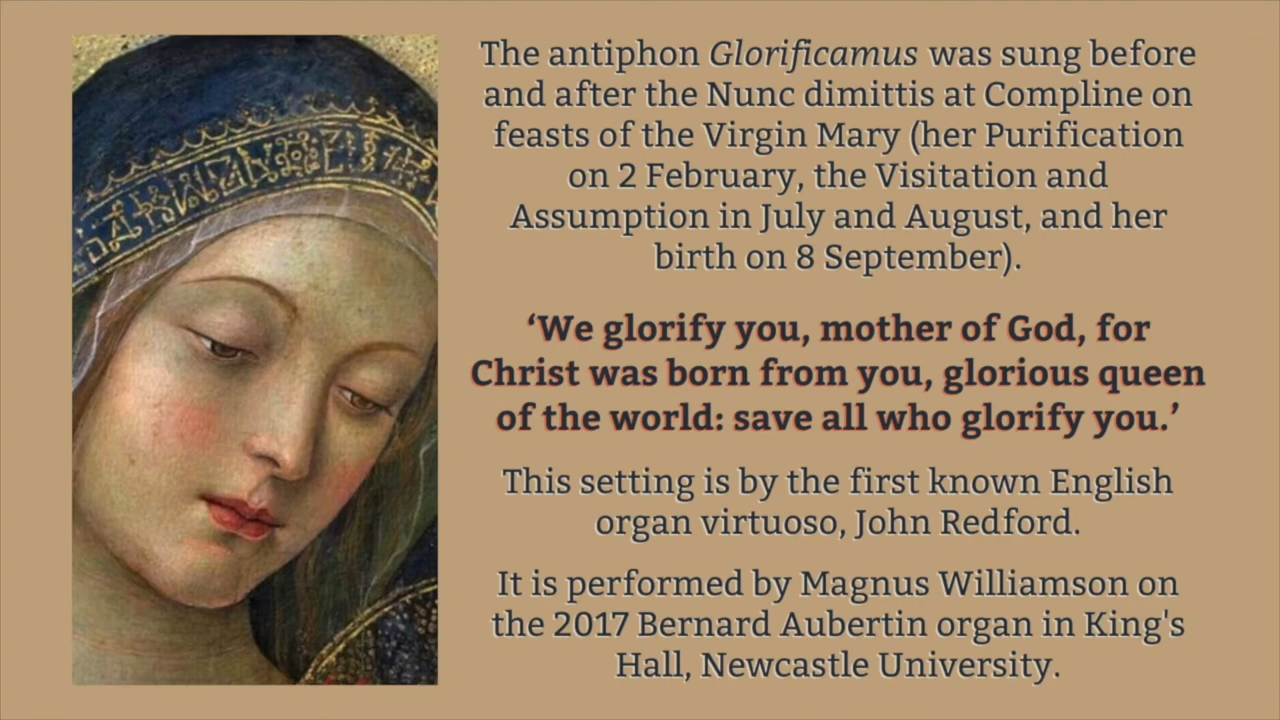 The antiphon Glorificamus was sung before
and after the Nunc dimittis at Compline on
feasts of the Virgin Mary (her Purification
on 2 February, the Visitation and
Assumption in July and August, and her
birth on 8 September).
‘We glorify you, mother of God, for
Christ was born from you, glorious queen
of the world: save all who glorify you.’
This setting is by the first known English
organ virtuoso, John Redford.
It is performed by Magnus Williamson on
the 2017 Bernard Aubertin organ in King's
Hall, Newcastle University.